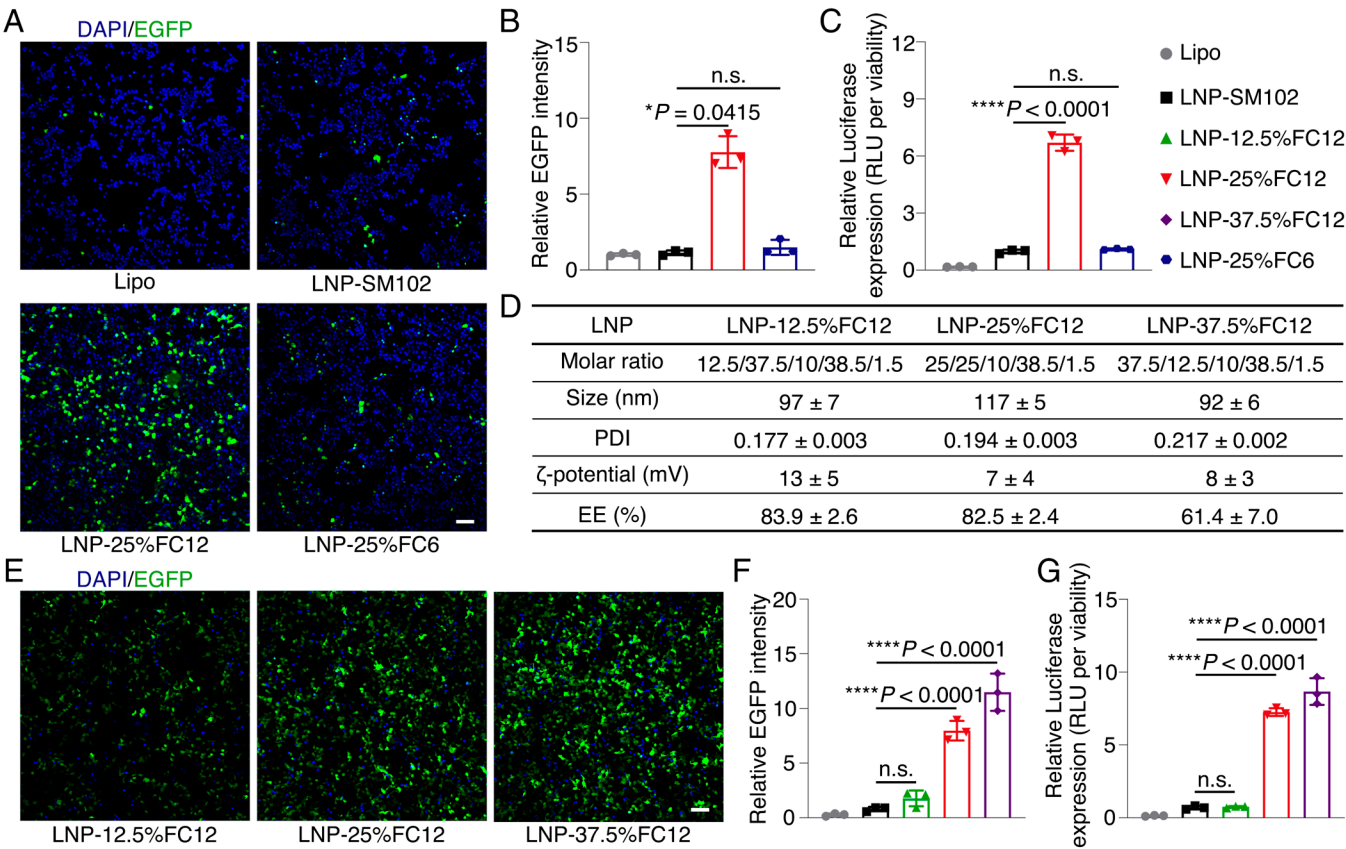 A
DAPI/EGFP
Lipo
LNP-SM102
LNP-25%FC12
LNP-25%FC6
B
Relative EGFP intensity
15
10
5
0
n.s.
*P = 0.0415
C
Relative Luciferase
expression (RLU per viability)
12
9
6
3
0
n.s.
****P < 0.0001
Lipo
LNP-SM102
LNP-12.5%FC12
LNP-25%FC12
LNP-37.5%FC12
LNP-25%FC6
D
LNP LNP-12.5%FC12 LNP-25%FC12 LNP-37.5%FC12
Molar ratio 12.5/37.5/10/38.5/1.5 25/25/10/38.5/1.5 37.5/12.5/10/38.5/1.5
Size (nm) 97 ± 7 117 ± 5 92 ± 6
PDI 0.177 ± 0.003 0.194 ± 0.003 0.217 ± 0.002
ζ-potential (mV) 13 ± 5 7 ± 4 8 ± 3
EE (%) 83.9 ± 2.6 82.5 ± 2.4 61.4 ± 7.0
E
DAPI/EGFP
LNP-12.5%FC12
LNP-25%FC12
LNP-37.5%FC12
F
Relative EGFP intensity
20
15
10
5
0
****P < 0.0001
****P < 0.0001
n.s.
G
Relative Luciferase
expression (RLU per viability)
15
10
5
0
****P < 0.0001
****P < 0.0001
n.s.